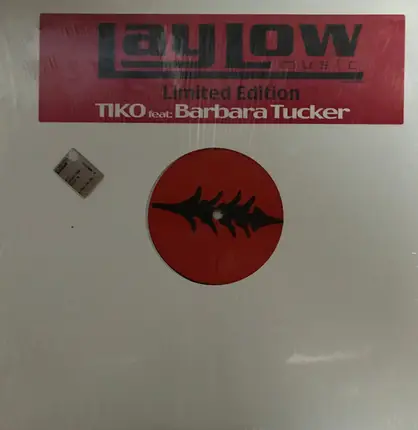 LayLow
music
Limited Edition
TIKO feat: Barbara Tucker